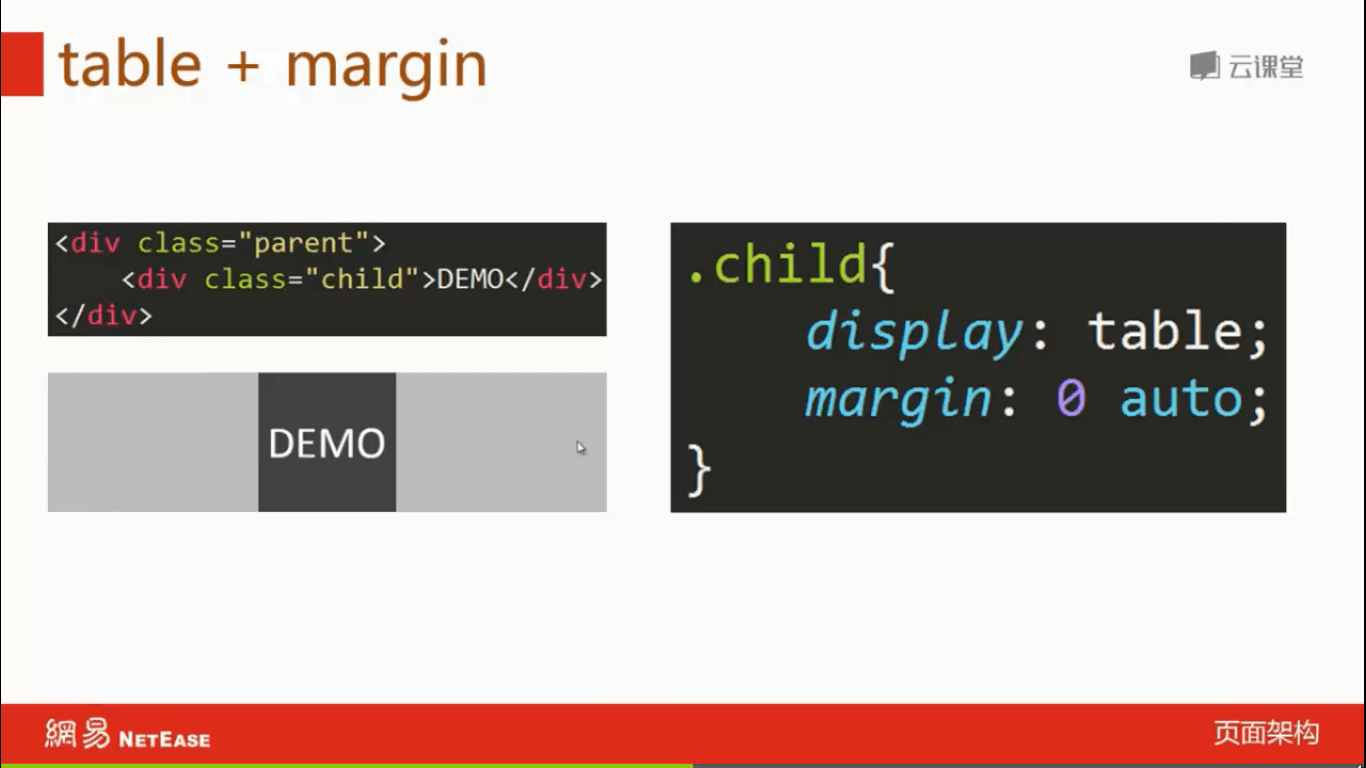 table + margin
云课堂
<div class="parent">
    <div class="child">DEMO</div>
</div>
DEMO
.child{
    display: table;
    margin: 0 auto;
}
網易 NETEASE
页面架构